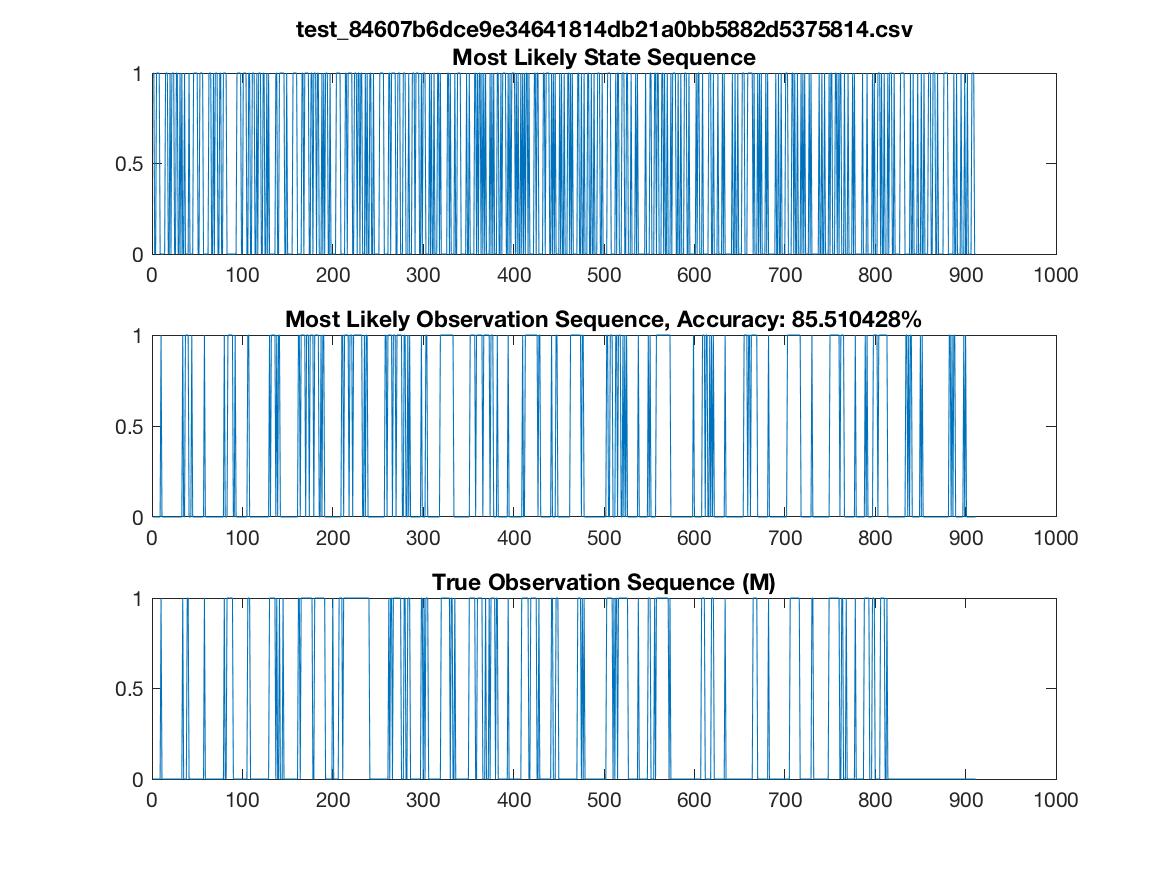 test_84607b6dce9e34641814db21a0bb5882d5375814.csv
Most Likely State Sequence
1
0.5
0
0 100 200 300 400 500 600 700 800 900 1000
Most Likely Observation Sequence, Accuracy: 85.510428%
1
0.5
0
0 100 200 300 400 500 600 700 800 900 1000
True Observation Sequence (M)
1
0.5
0
0 100 200 300 400 500 600 700 800 900 1000